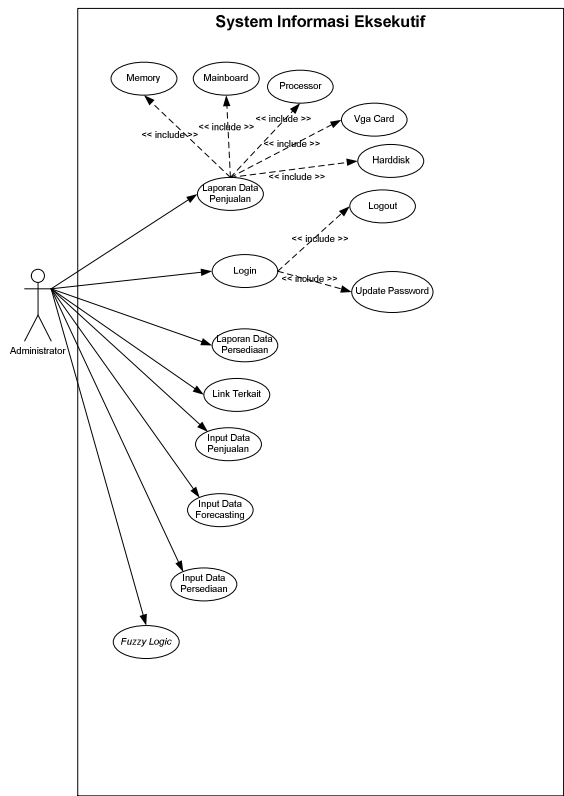 System Informasi Eksekutif
Memory
Mainboard
Processor
Vga Card
Harddisk
<< include >>
<< include >>
<< include >>
<< include >>
<< include >>
Laporan Data
Penjualan
Logout
<< include >>
Login
<< include >>
Update Password
Administrator
Laporan Data
Persediaan
Link Terkait
Input Data
Penjualan
Input Data
Forecasting
Input Data
Persediaan
Fuzzy Logic